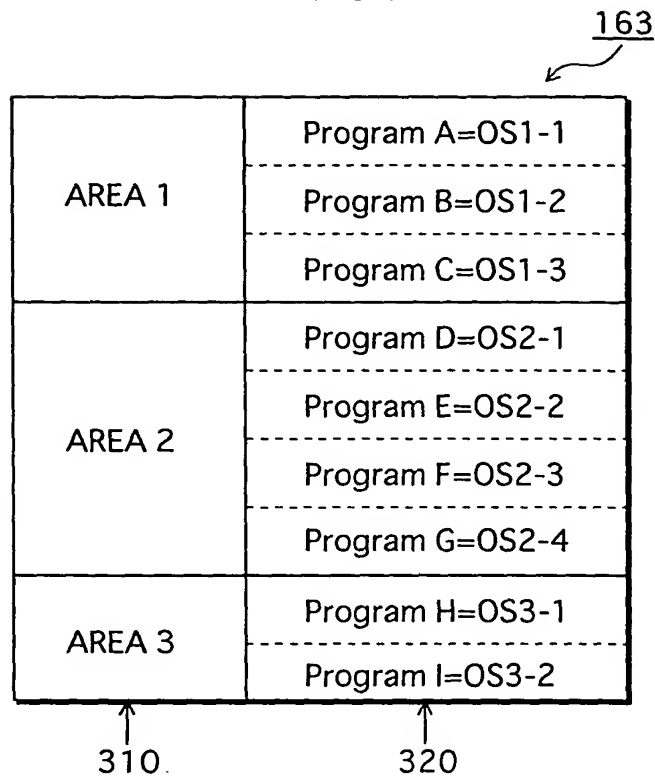 163
AREA 1
Program A=OS1-1
Program B=OS1-2
Program C=OS1-3
AREA 2
Program D=OS2-1
Program E=OS2-2
Program F=OS2-3
Program G=OS2-4
AREA 3
Program H=OS3-1
Program I=OS3-2
310.
320